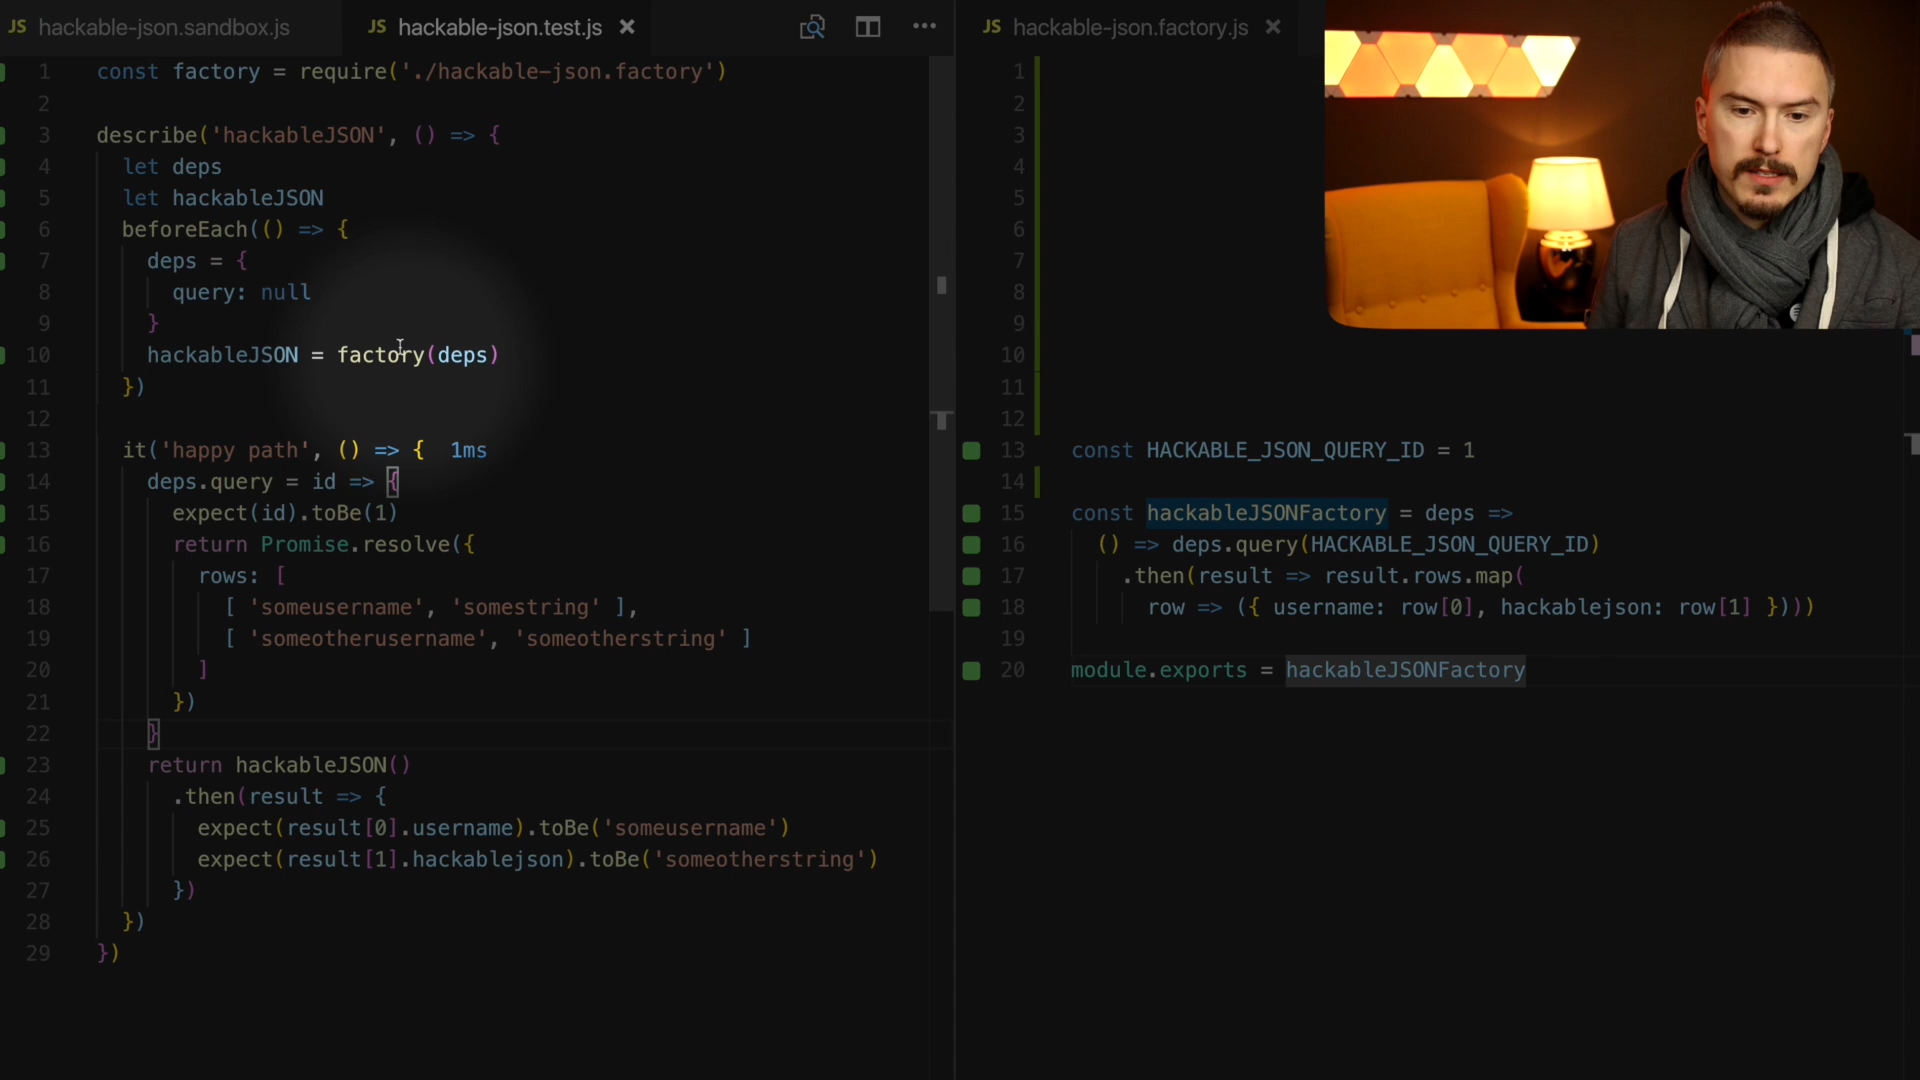 JS hackable-json.sandbox.js
JS hackable-json.test.js
1 const factory = require('./hackable-json.factory')
2
3 describe('hackableJSON', () => {
4 let deps
5 let hackableJSON
6 beforeEach(() => {
7 deps = {
8 query: null
9 }
10 hackableJSON = factory(deps)
11 })
12
13 it('happy path', () => { 1ms
14 deps.query = id => {
15 expect(id).toBe(1)
16 return Promise.resolve({
17 rows: [
18 [ 'someusername', 'somestring' ],
19 [ 'someotherusername', 'someotherstring' ]
20 ]
21 })
22 }
23 return hackableJSON()
24 .then(result => {
25 expect(result[0].username).toBe('someusername')
26 expect(result[1].hackablejson).toBe('someotherstring')
27 })
28 })
29 })
JS hackable-json.factory.js
1
2
3
4
5
6
7
8
9
10
11
12
13 const HACKABLE_JSON_QUERY_ID = 1
14
15 const hackableJSONFactory = deps =>
16 () => deps.query(HACKABLE_JSON_QUERY_ID)
17 .then(result => result.rows.map(
18 row => ({ username: row[0], hackablejson: row[1] })))
19
20 module.exports = hackableJSONFactory